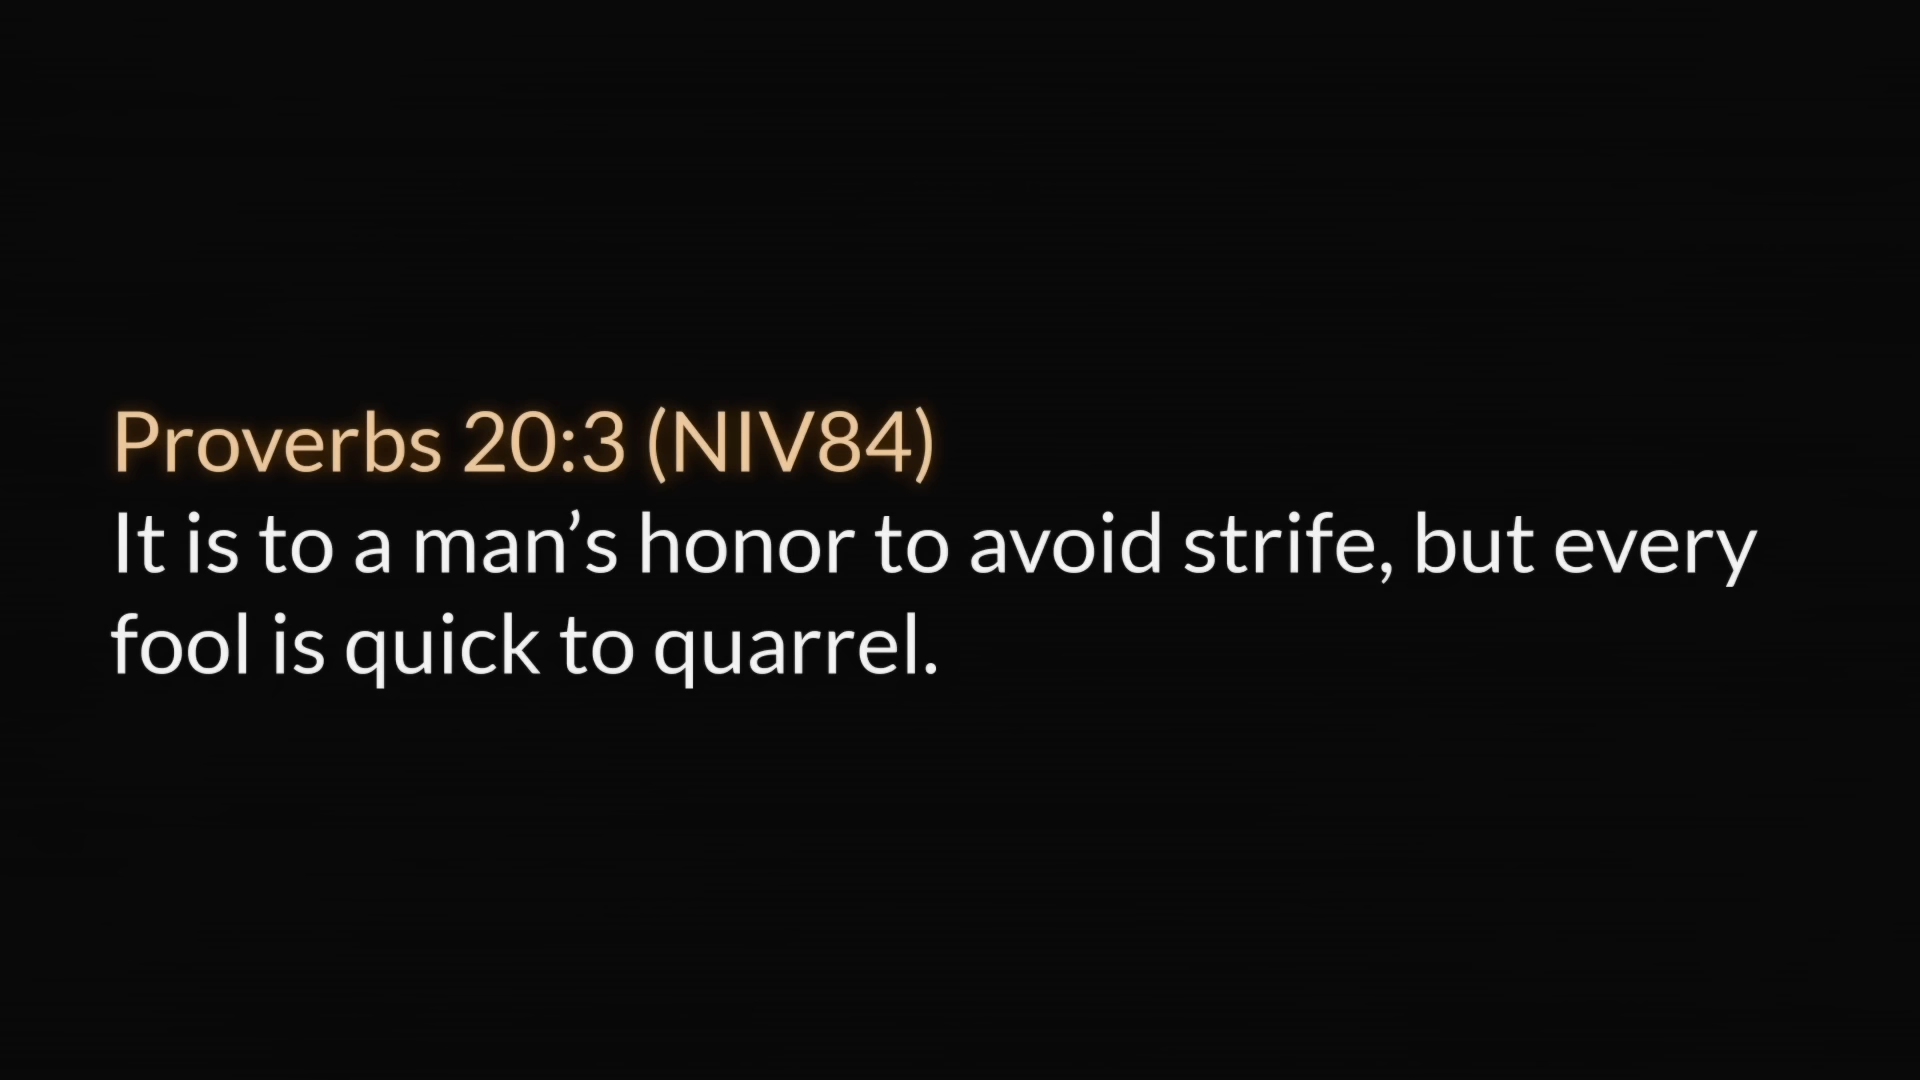 Proverbs 20:3 (NIV84)
It is to a man’s honor to avoid strife, but every
fool is quick to quarrel.